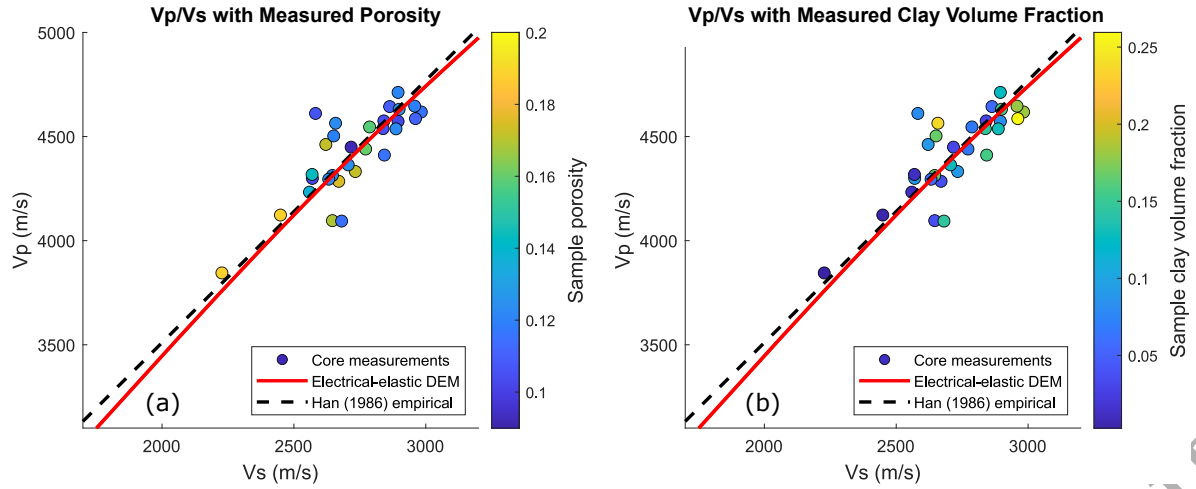 Vp/Vs with Measured Porosity
5000
4500
4000
3500
Vp (m/s)
2000
2500
3000
Vs (m/s)
Core measurements
Electrical-elastic DEM
Han (1986) empirical
(a)
0.2
0.18
0.16
0.14
0.12
0.1
Sample porosity
Vp/Vs with Measured Clay Volume Fraction
5000
4500
4000
3500
Vp (m/s)
2000
2500
3000
Vs (m/s)
Core measurements
Electrical-elastic DEM
Han (1986) empirical
(b)
0.25
0.2
0.15
0.1
0.05
Sample clay volume fraction